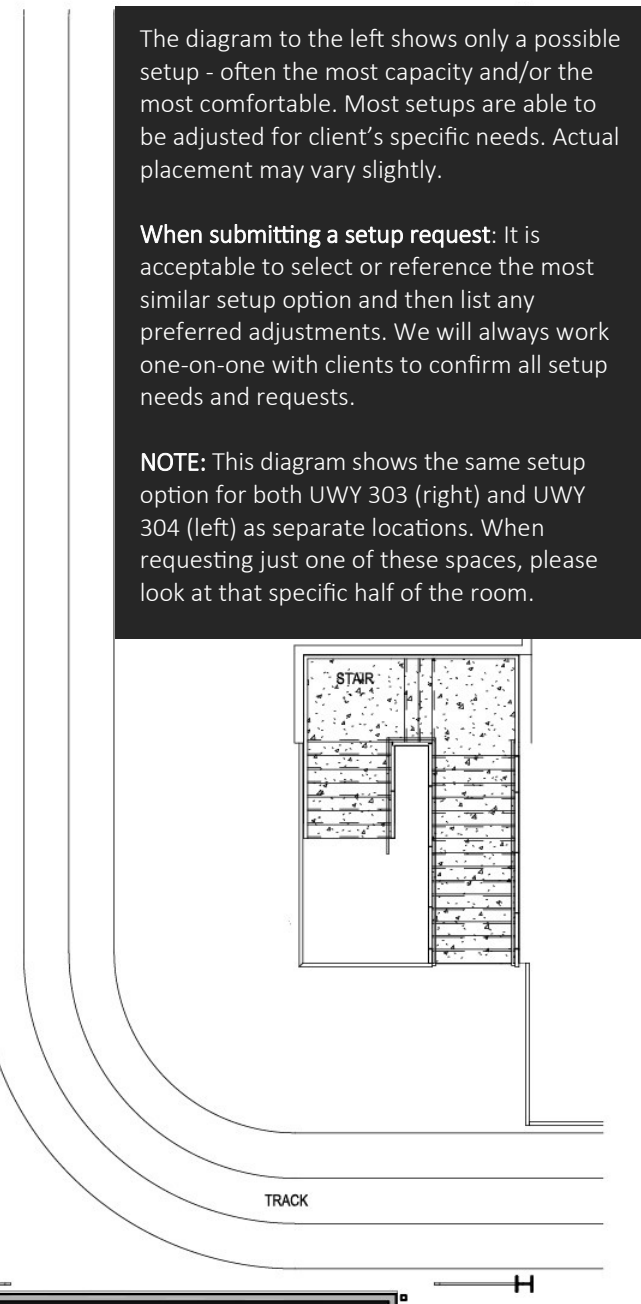 The diagram to the left shows only a possible
setup - often the most capacity and/or the
most comfortable. Most setups are able to
be adjusted for client’s specific needs. Actual
placement may vary slightly.
When submitting a setup request: It is
acceptable to select or reference the most
similar setup option and then list any
preferred adjustments. We will always work
one-on-one with clients to confirm all setup
needs and requests.
NOTE: This diagram shows the same setup
option for both UWY 303 (right) and UWY
304 (left) as separate locations. When
requesting just one of these spaces, please
look at that specific half of the room.
STAIR
TRACK